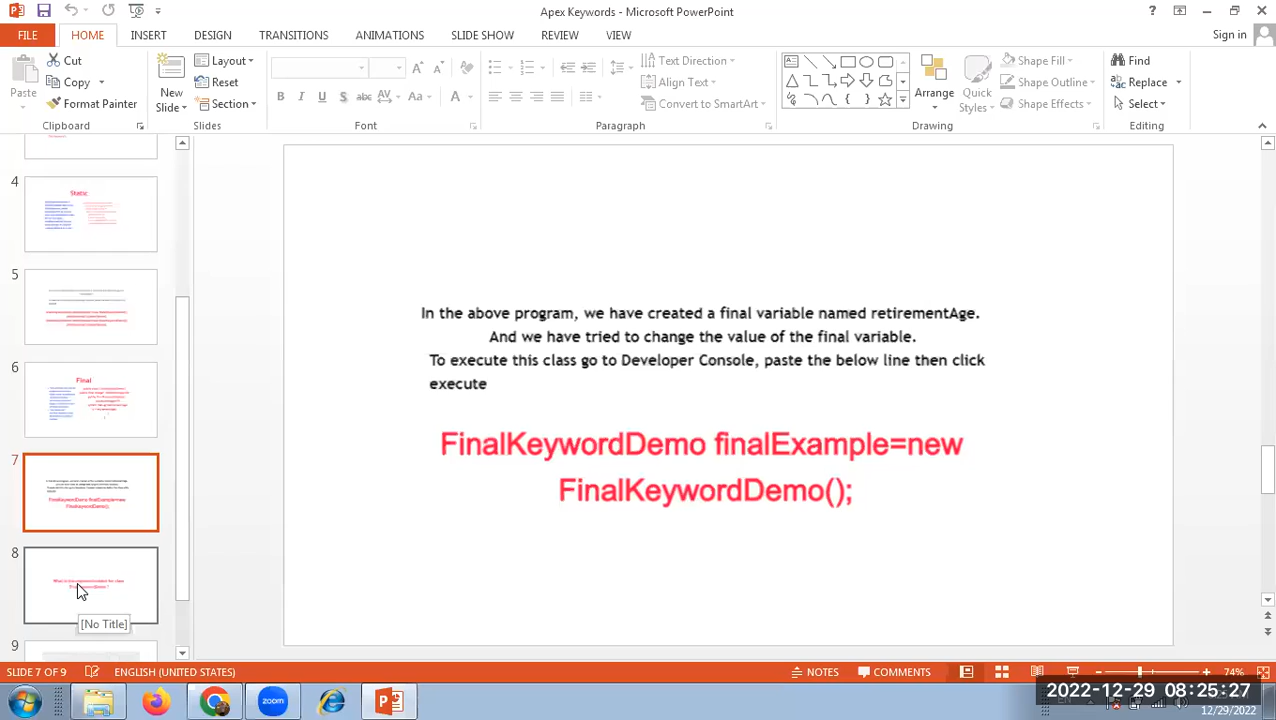 Apex Keywords - Microsoft PowerPoint
FILE HOME INSERT DESIGN TRANSITIONS ANIMATIONS SLIDE SHOW REVIEW VIEW Sign in
Paste
Cut
Copy
Format Painter
Clipboard
New Slide
Layout
Reset
Section
Slides
B I U S abc AV Aa A
Font
Text Direction
Align Text
Convert to SmartArt
Paragraph
Arrange
Quick Styles
Shape Fill
Shape Outline
Shape Effects
Drawing
Find
Replace
Select
Editing
4
Static
5
6
Final
7
8
[No Title]
9
In the above program, we have created a final variable named retirementAge.
And we have tried to change the value of the final variable.
To execute this class go to Developer Console, paste the below line then click
execute
FinalKeywordDemo finalExample=new
FinalKeywordDemo();
SLIDE 7 OF 9 ENGLISH (UNITED STATES) NOTES COMMENTS 74%
zoom
2022-12-29 08:25:27
12/29/2022